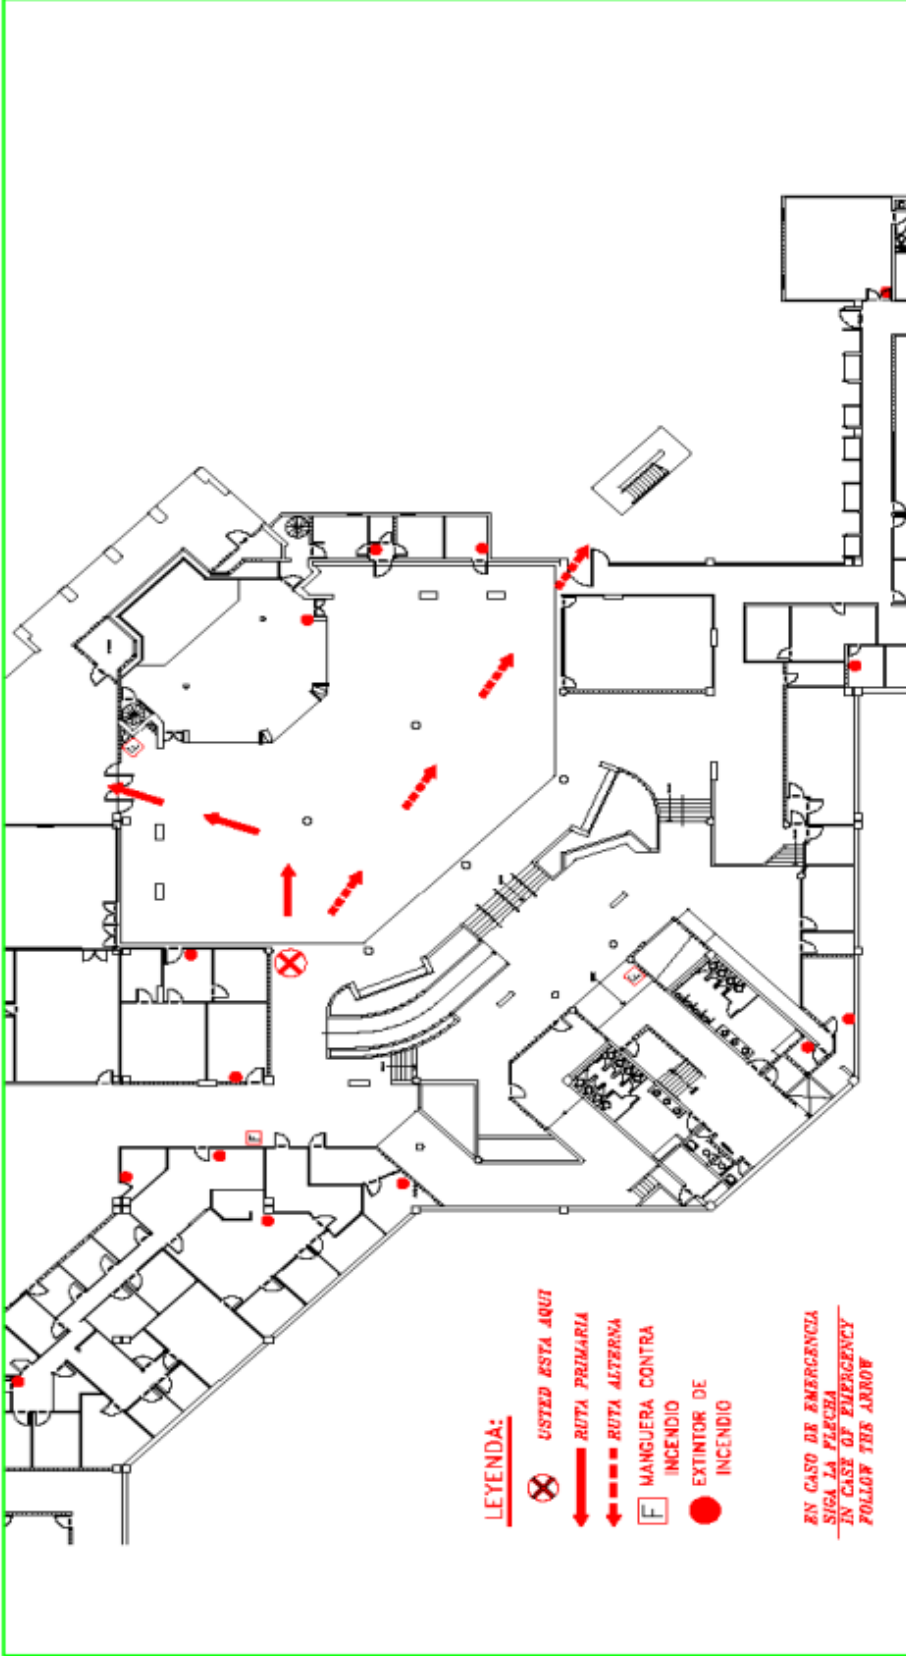 LEYENDA:
USTED ESTA AQUI
RUTA PRIMARIA
RUTA ALTERNA
F MANGUERA CONTRA
INCENDIO
EXTINTOR DE
INCENDIO
EN CASO DE EMERGENCIA
SIGA LA FLECHA
IN CASE OF EMERGENCY
FOLLOW THE ARROW
F
F
F